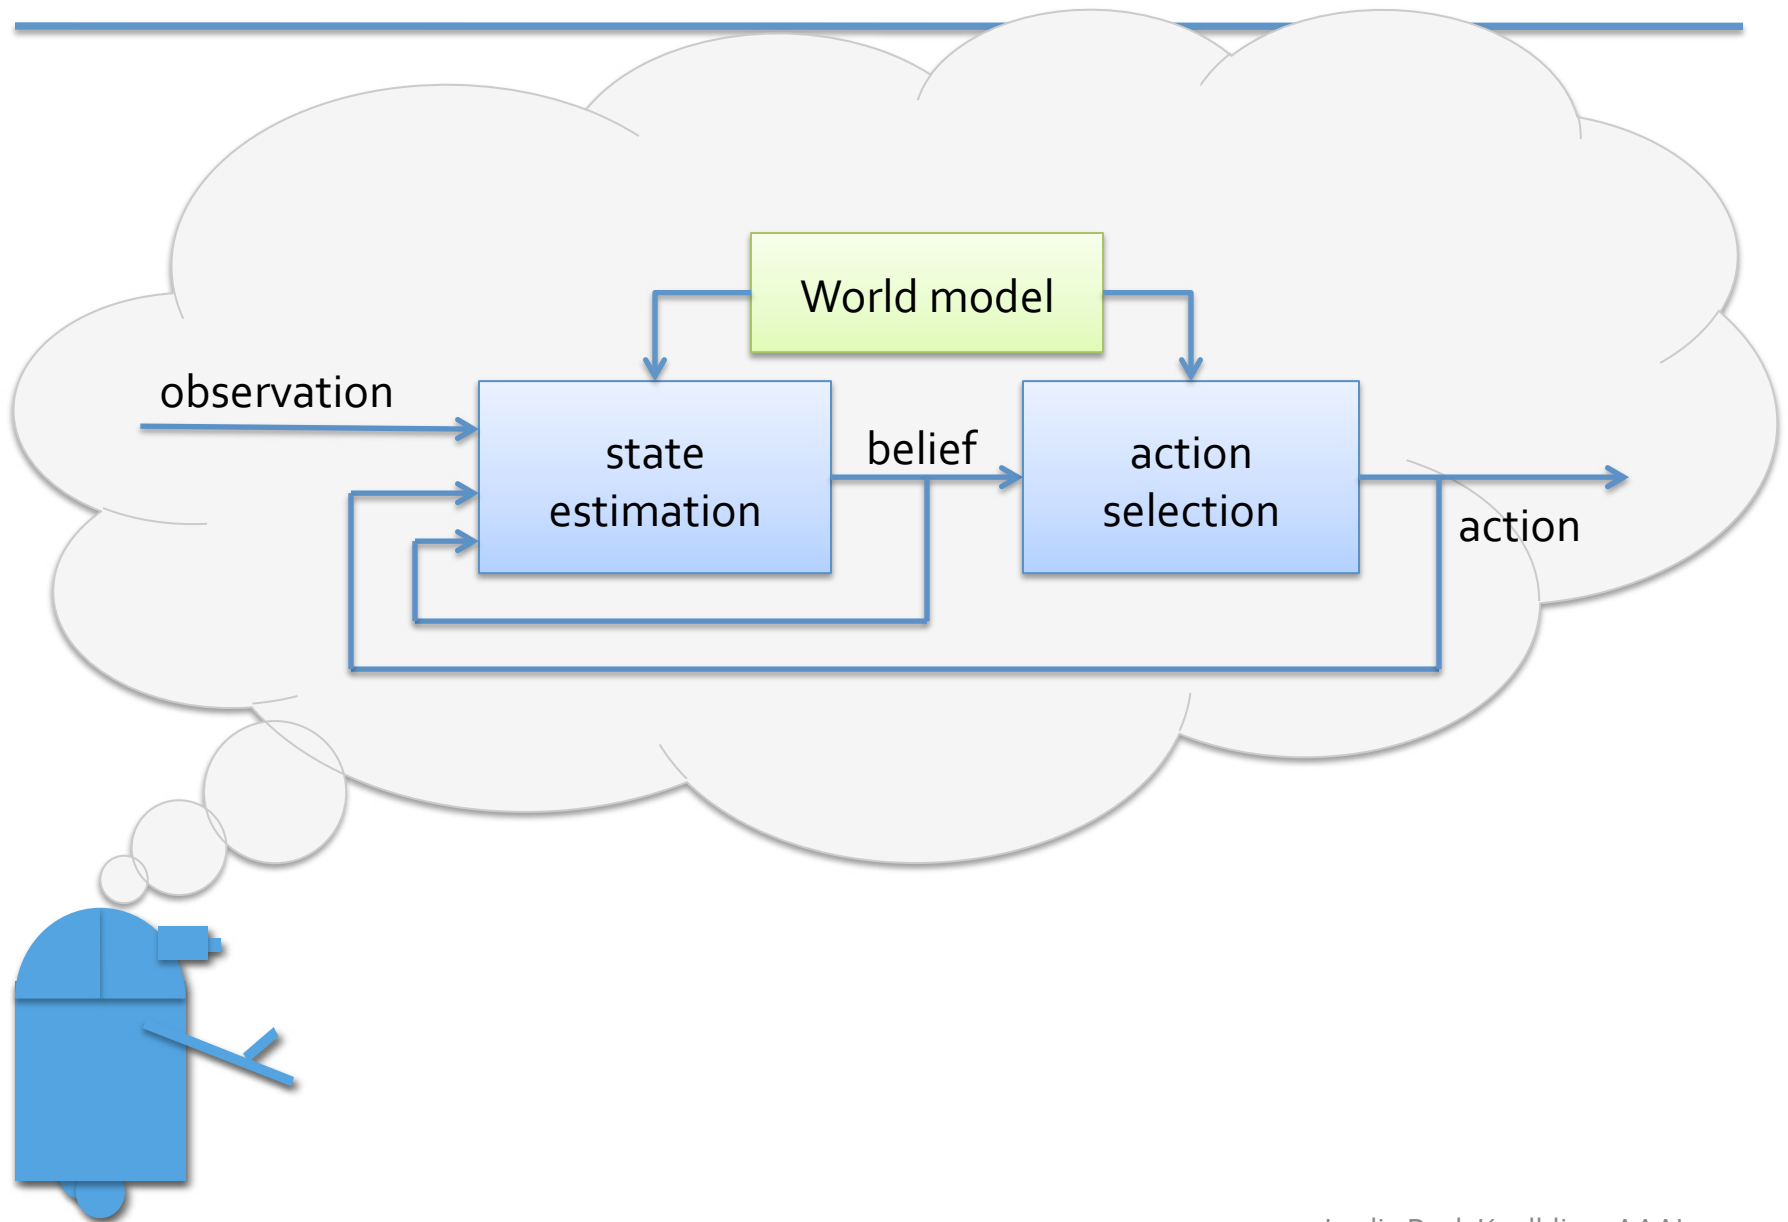 World model
observation
state
estimation
belief
action
selection
action